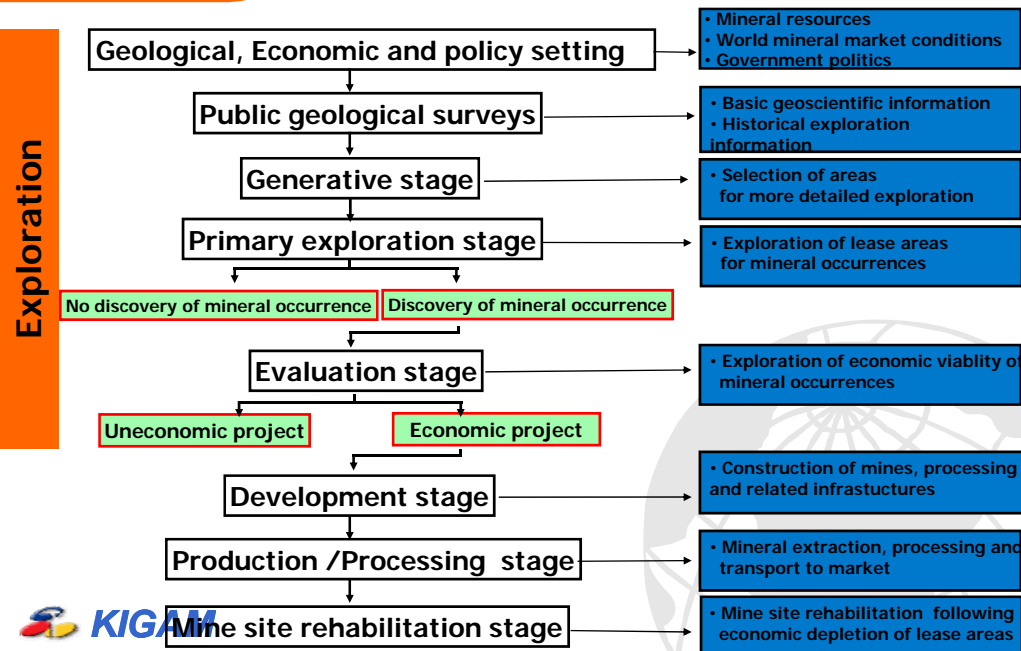 Exploration
Geological, Economic and policy setting
• Mineral resources
• World mineral market conditions
• Government politics
Public geological surveys
• Basic geoscientific information
• Historical exploration
information
Generative stage
• Selection of areas
for more detailed exploration
Primary exploration stage
• Exploration of lease areas
for mineral occurrences
No discovery of mineral occurrence
Discovery of mineral occurrence
Evaluation stage
• Exploration of economic viablity of
mineral occurrences
Uneconomic project
Economic project
Development stage
• Construction of mines, processing
and related infrastuctures
Production /Processing stage
• Mineral extraction, processing and
transport to market
KIGAM
Mine site rehabilitation stage
• Mine site rehabilitation following
economic depletion of lease areas